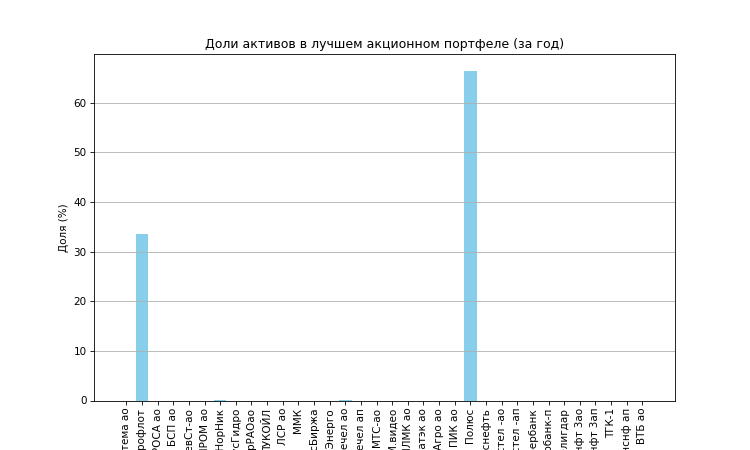 Доли активов в лучшем акционном портфеле (за год)
Доля (%)
60
50
40
30
20
10
0
тема ао
рофлот
РОСА ао
БСП ао
евСт-ао
ПРОМ ао
НорНик
сГидро
рРАОао
ЛУКОЙЛ
ЛСР ао
ММК
сБиржа
Энерго
ечел ао
ечел ап
МТС-ао
М.видео
ЛМК ао
атэк ао
Агро ао
ПИК ао
Полюс
снефть
стел -ао
стел -ап
ербанк
рбанк-п
лигдар
нфт 3ао
нфт 3ап
ТГК-1
нснф ап
ВТБ ао